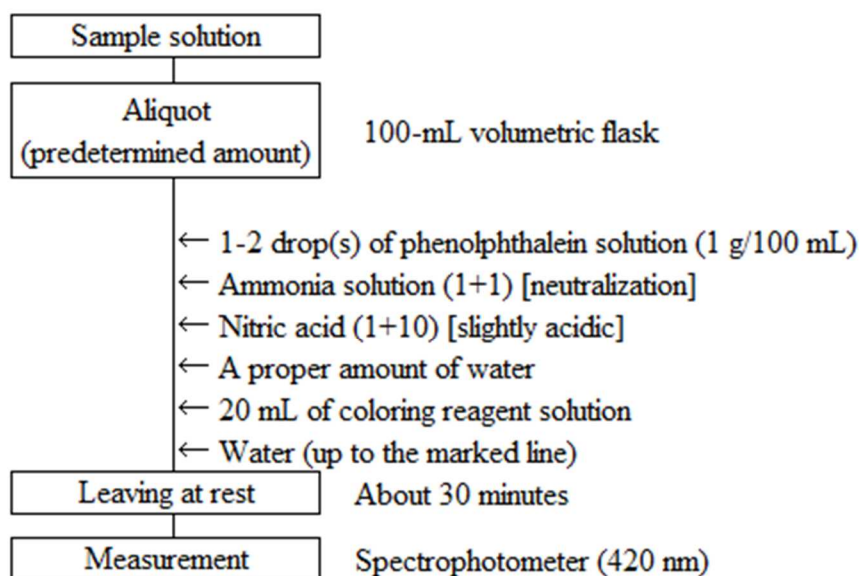 Sample solution
Aliquot
(predetermined amount)
100-mL volumetric flask
← 1-2 drop(s) of phenolphthalein solution (1 g/100 mL)
← Ammonia solution (1+1) [neutralization]
← Nitric acid (1+10) [slightly acidic]
← A proper amount of water
← 20 mL of coloring reagent solution
← Water (up to the marked line)
Leaving at rest
About 30 minutes
Measurement
Spectrophotometer (420 nm)